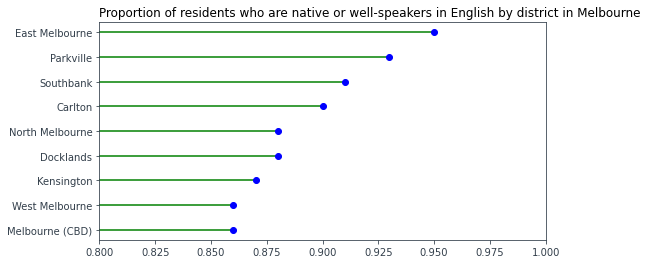 Proportion of residents who are native or well-speakers in English by district in Melbourne
East Melbourne
Parkville
Southbank
Carlton
North Melbourne
Docklands
Kensington
West Melbourne
Melbourne (CBD)
0.800 0.825 0.850 0.875 0.900 0.925 0.950 0.975 1.000